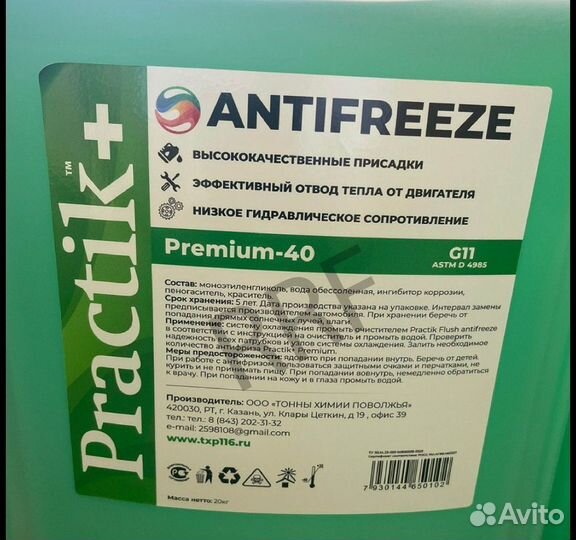 Practik+
TM
ANTIFREEZE
ВЫСОКОКАЧЕСТВЕННЫЕ ПРИСАДКИ
ЭФФЕКТИВНЫЙ ОТВОД ТЕПЛА ОТ ДВИГАТЕЛЯ
НИЗКОЕ ГИДРАВЛИЧЕСКОЕ СОПРОТИВЛЕНИЕ
Premium-40
G11
ASTM D 4985
Состав: моноэтиленгликоль, вода обессоленная, ингибитор коррозии,
пеногаситель, краситель.
Срок хранения: 5 лет. Дата производства указана на упаковке. Интервал замены
предписывается производителем автомобиля. При хранении беречь от
попадания прямых солнечных лучей, влаги.
Применение: систему охлаждения промыть очистителем Practik Flush antifreeze
в соответствии с инструкцией на очиститель и промыть водой. Проверить
надежность патрубков и узлов системы охлаждения. Залить необходимое
количество антифриза Practik+ Premium.
Меры предосторожности: ядовито при попадании внутрь. Беречь от детей.
При работе с антифризом пользоваться защитными очками и перчатками, не
курить и не принимать пищу. При попадании вовнутрь, немедленно обратиться
к врачу. При попадании на кожу и в глаза промыть водой.
Производитель: ООО «ТОННЫ ХИМИИ ПОВОЛЖЬЯ»
420030, РТ, г. Казань, ул. Клары Цеткин, д 19 , офис 39
тел.: тел.: 8 (843) 202-31-32
e-mail: 2598108@gmail.com
www.txp116.ru
Масса нетто: 20кг
7 930144 650102
NRF
Avito